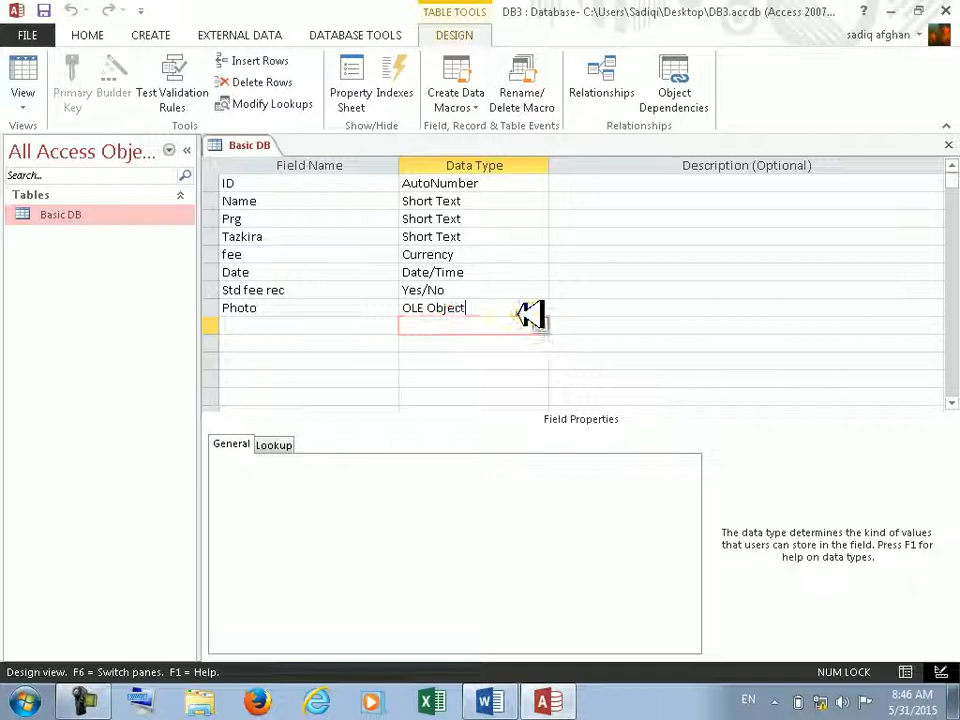 TABLE TOOLS
DB3 : Database- C:\Users\Sadiqi\Desktop\DB3.accdb (Access 2007...
FILE
HOME
CREATE
EXTERNAL DATA
DATABASE TOOLS
DESIGN
sadiq afghan
View
Primary Key
Builder
Test Validation Rules
Insert Rows
Delete Rows
Modify Lookups
Property Sheet
Indexes
Create Data Macros
Rename/ Delete Macro
Relationships
Object Dependencies
Views
Tools
Show/Hide
Field, Record & Table Events
Relationships
All Access Obje...
Search...
Tables
Basic DB
Basic DB
Field Name Data Type Description (Optional)
ID AutoNumber
Name Short Text
Prg Short Text
Tazkira Short Text
fee Currency
Date Date/Time
Std fee rec Yes/No
Photo OLE Object
Field Properties
General
Lookup
The data type determines the kind of values
that users can store in the field. Press F1 for
help on data types.
Design view. F6 = Switch panes. F1 = Help.
NUM LOCK
EN
8:46 AM
5/31/2015